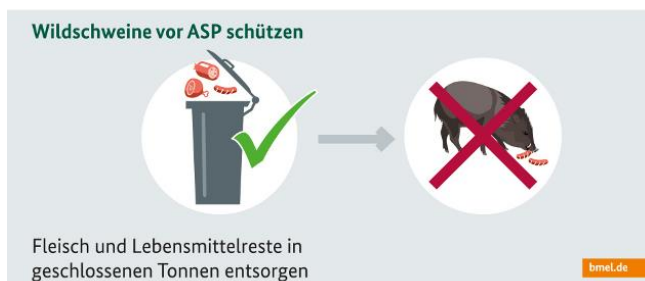 Wildschweine vor ASP schützen
Fleisch und Lebensmittelreste in
geschlossenen Tonnen entsorgen
bmel.de